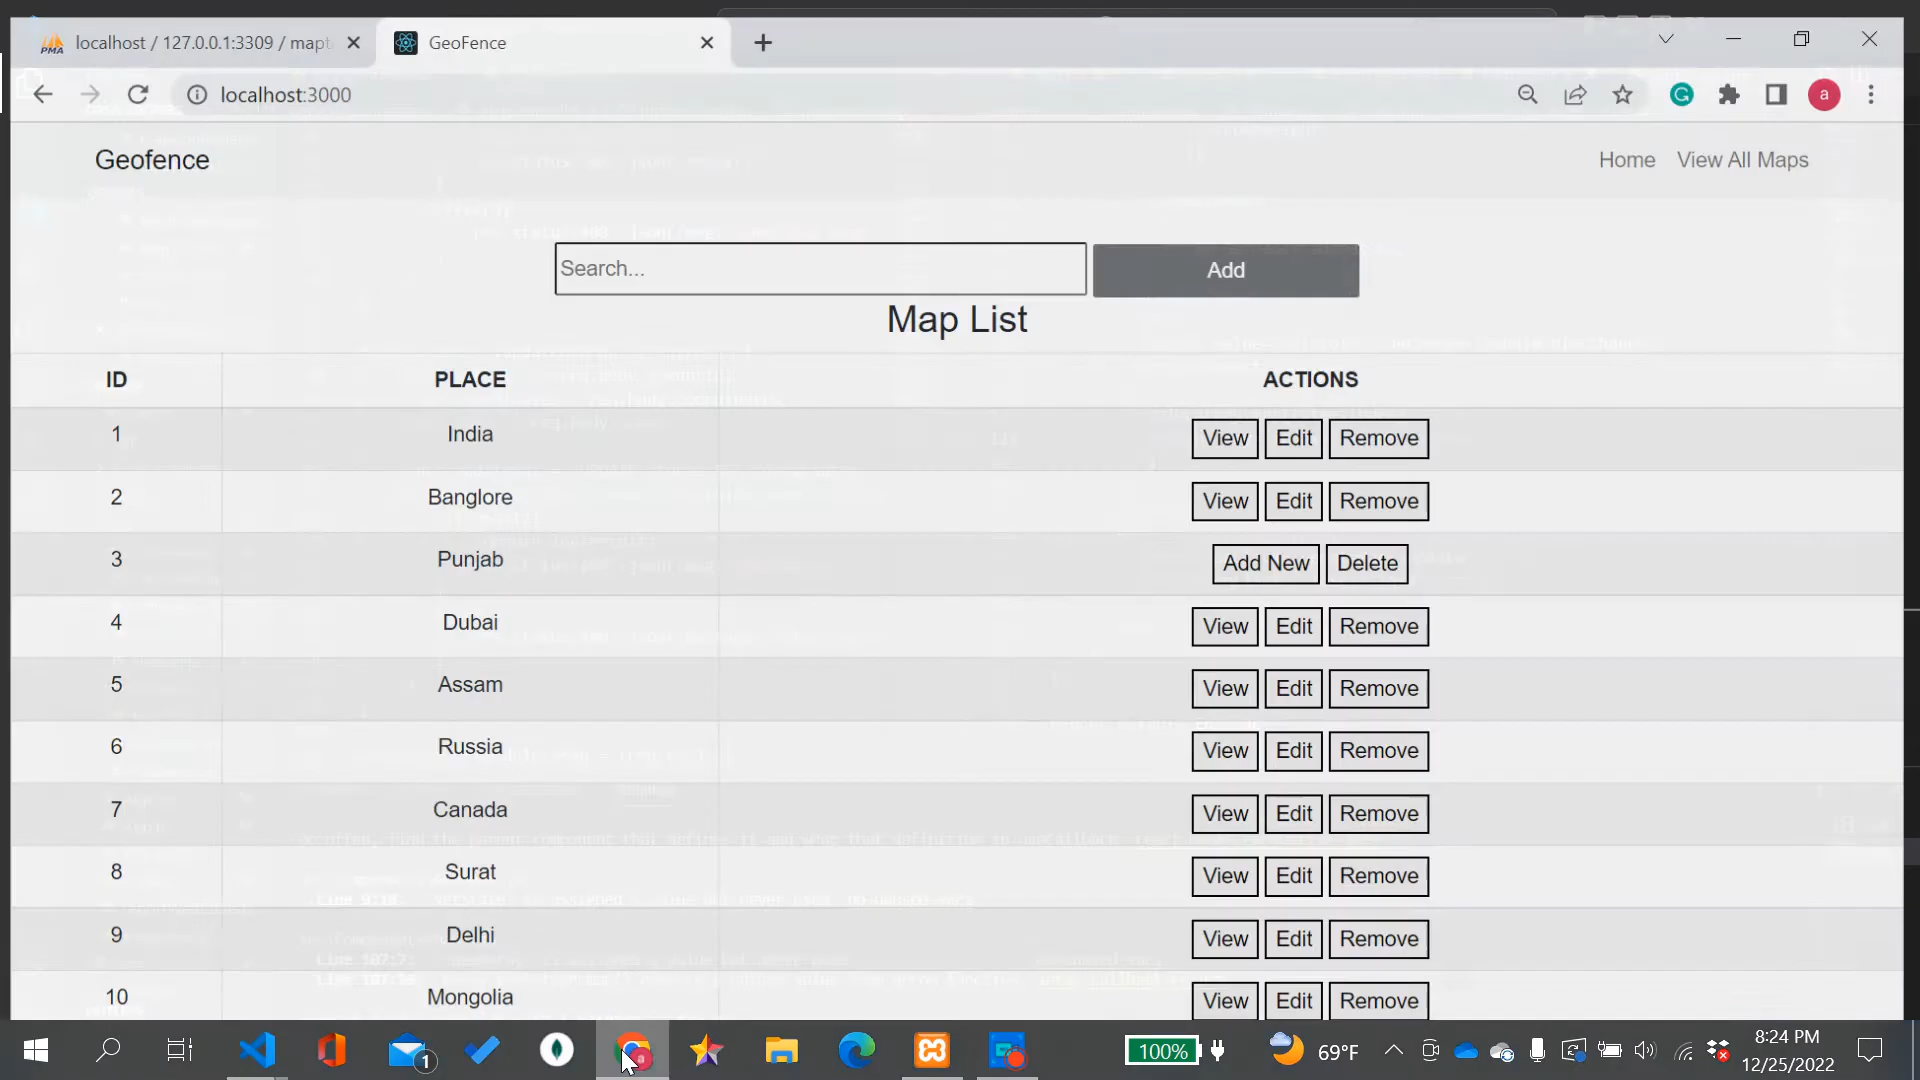 localhost / 127.0.0.1:3309 / mapt
GeoFence
localhost:3000
a
Geofence
Home
View All Maps
Search...
Add
Map List
ID PLACE ACTIONS
1 India View Edit Remove
2 Banglore View Edit Remove
3 Punjab Add New Delete
4 Dubai View Edit Remove
5 Assam View Edit Remove
6 Russia View Edit Remove
7 Canada View Edit Remove
8 Surat View Edit Remove
9 Delhi View Edit Remove
10 Mongolia View Edit Remove
1
100%
69°F
8:24 PM
12/25/2022